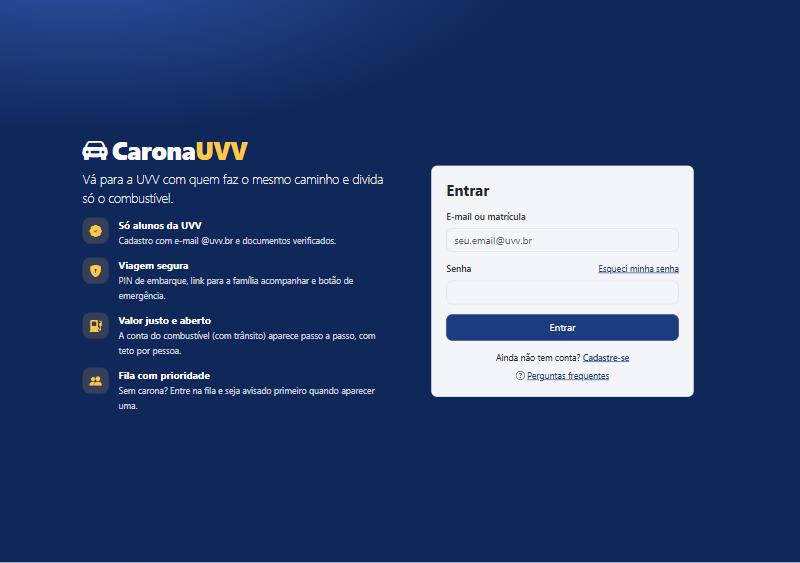 CaronaUVV
Vá para a UVV com quem faz o mesmo caminho e divida
só o combustível.
Só alunos da UVV
Cadastro com e-mail @uvv.br e documentos verificados.
Viagem segura
PIN de embarque, link para a família acompanhar e botão de
emergência.
Valor justo e aberto
A conta do combustível (com trânsito) aparece passo a passo, com
teto por pessoa.
Fila com prioridade
Sem carona? Entre na fila e seja avisado primeiro quando aparecer
uma.
Entrar
E-mail ou matrícula
seu.email@uvv.br
Senha Esqueci minha senha
Entrar
Ainda não tem conta? Cadastre-se
? Perguntas frequentes